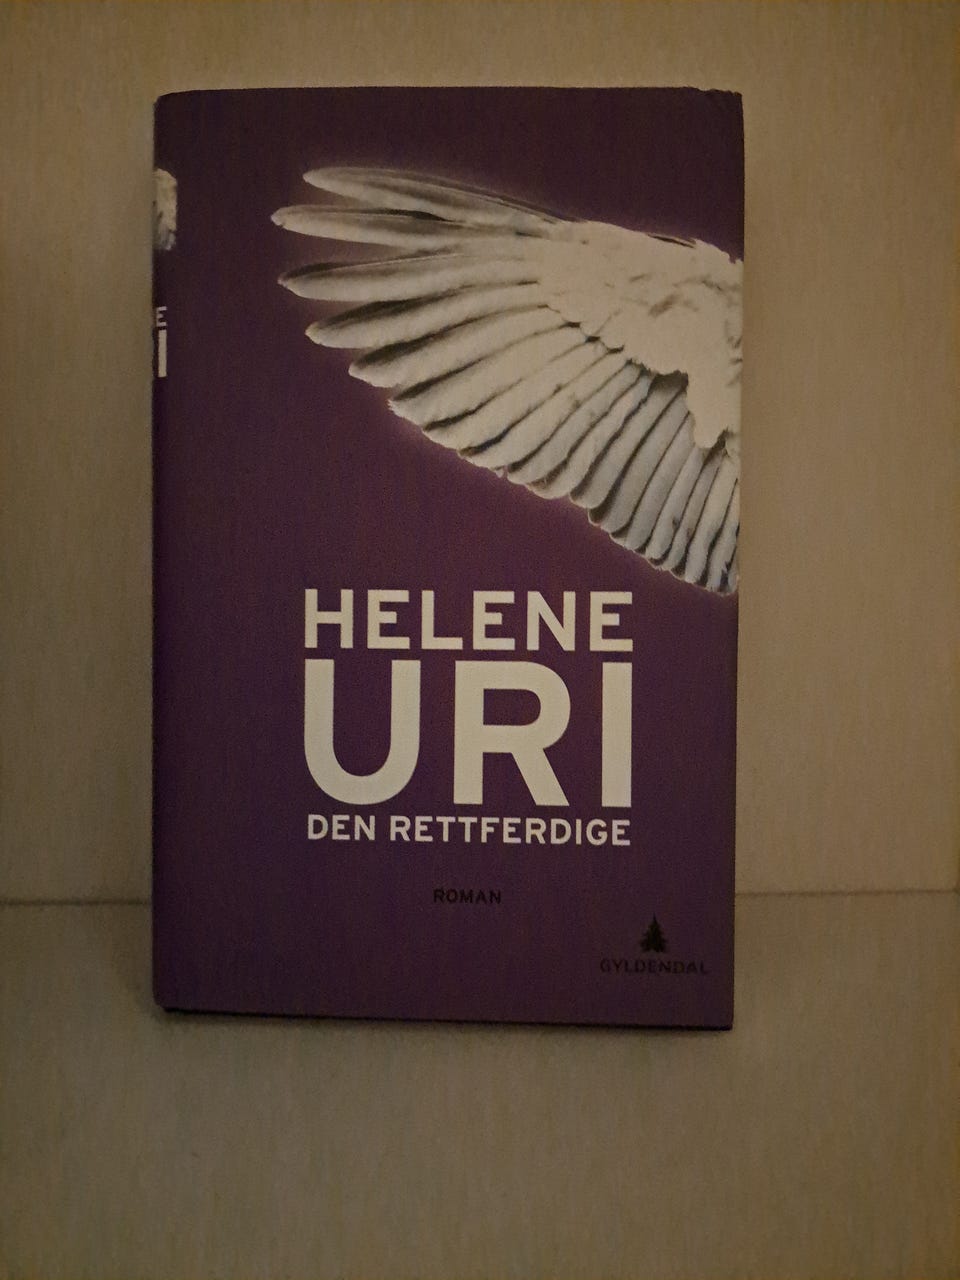 HELENE
URI
DEN RETTFERDIGE
ROMAN
GYLDENDAL
E
I